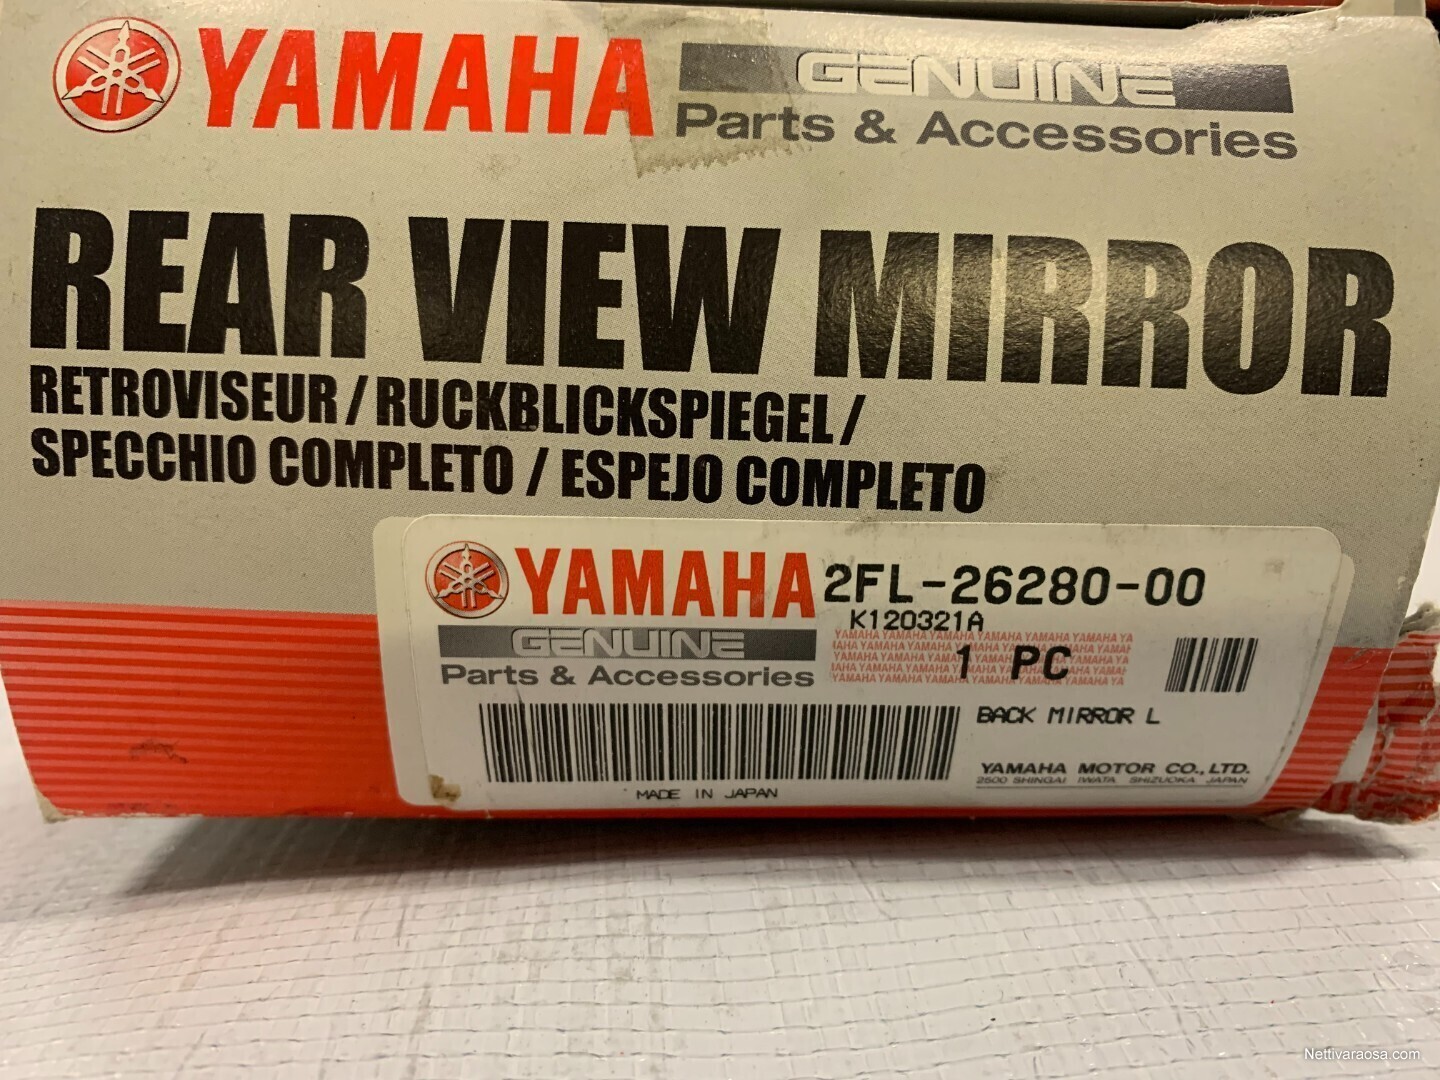 YAMAHA GENUINE
Parts & Accessories
REAR VIEW MIRROR
RETROVISEUR / RUCKBLICKSPIEGEL /
SPECCHIO COMPLETO / ESPEJO COMPLETO
YAMAHA 2FL-26280-00
K120321A
GENUINE
Parts & Accessories
1 PC
BACK MIRROR L
YAMAHA MOTOR CO., LTD.
2500 SHINGAI IWATA SHIZUOKA JAPAN
MADE IN JAPAN
Nettivaraosa.com